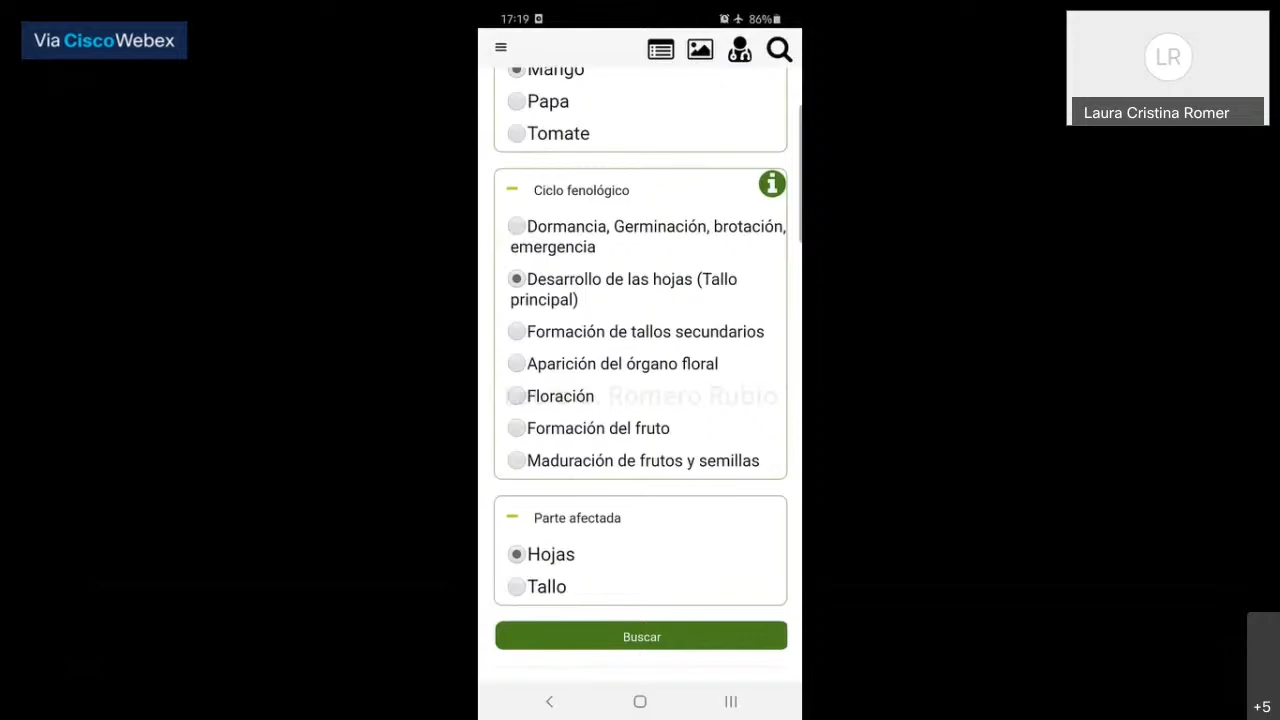 17:19
86%
Via CiscoWebex
LR
Laura Cristina Romer
Mango
Papa
Tomate
Ciclo fenológico
Dormancia, Germinación, brotación,
emergencia
Desarrollo de las hojas (Tallo
principal)
Formación de tallos secundarios
Aparición del órgano floral
Floración
Romero Rubio
Formación del fruto
Maduración de frutos y semillas
Parte afectada
Hojas
Tallo
Buscar
+5